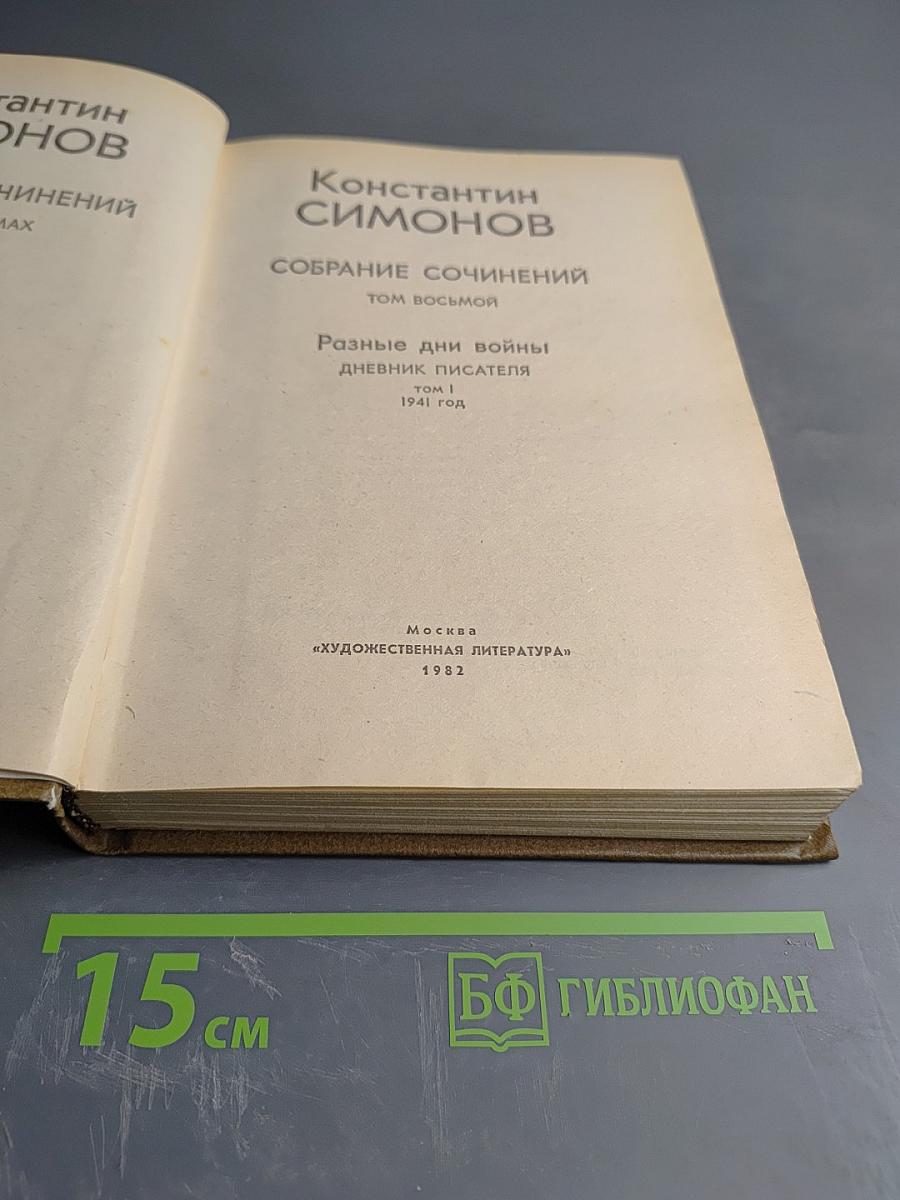 тантин
ОНОВ
ЧИНЕНИЙ
МАХ
Константин
СИМОНОВ
СОБРАНИЕ СОЧИНЕНИЙ
ТОМ ВОСЬМОЙ
Разные дни войны
ДНЕВНИК ПИСАТЕЛЯ
ТОМ I
1941 год
Москва
«ХУДОЖЕСТВЕННАЯ ЛИТЕРАТУРА»
1982
15 см
БФ ГИБЛИОФАН